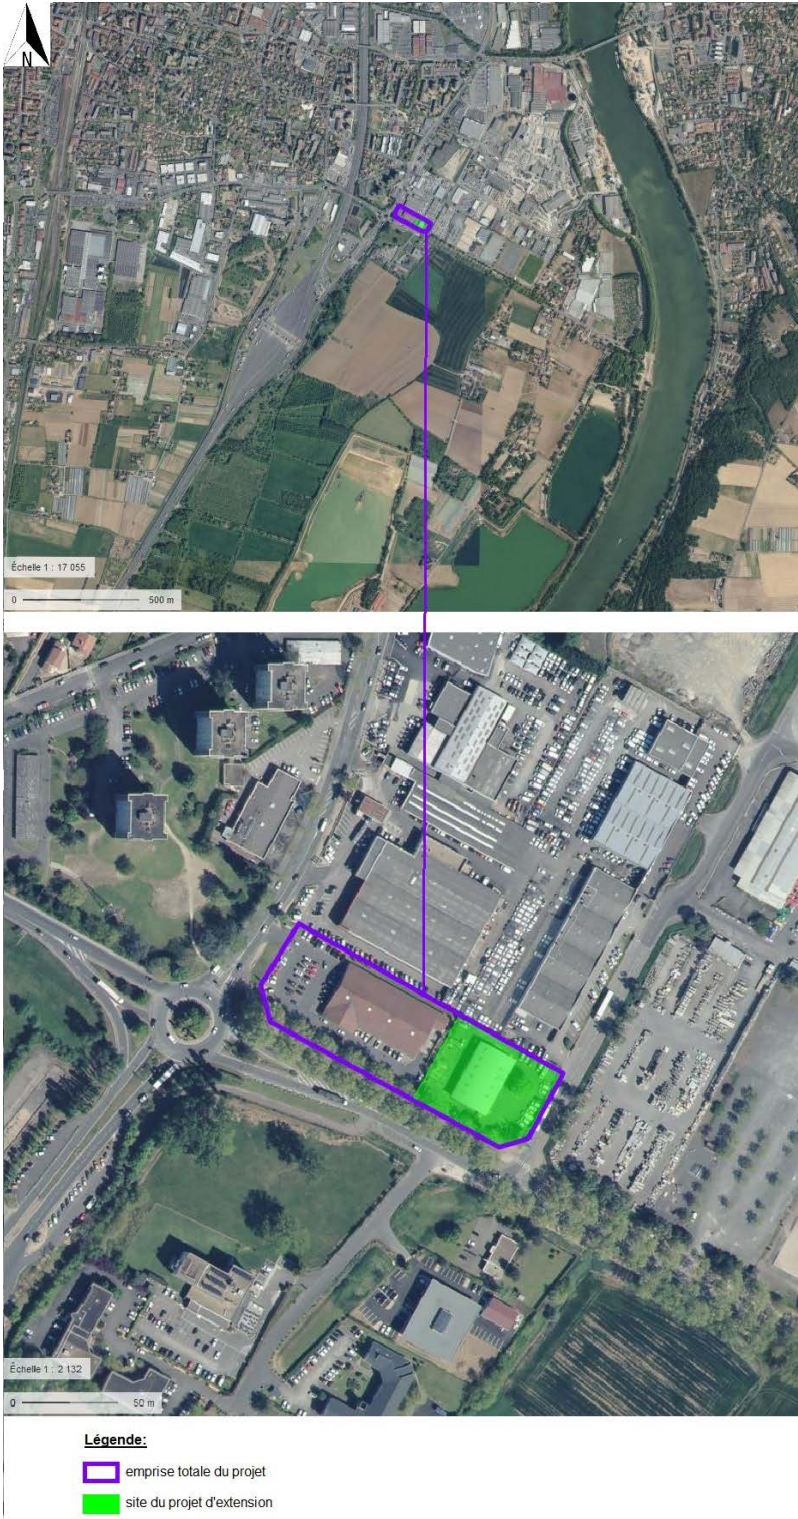 N
Échelle 1 : 17 055
0 500 m
Échelle 1 : 2 132
0 50 m
Légende:
emprise totale du projet
site du projet d'extension